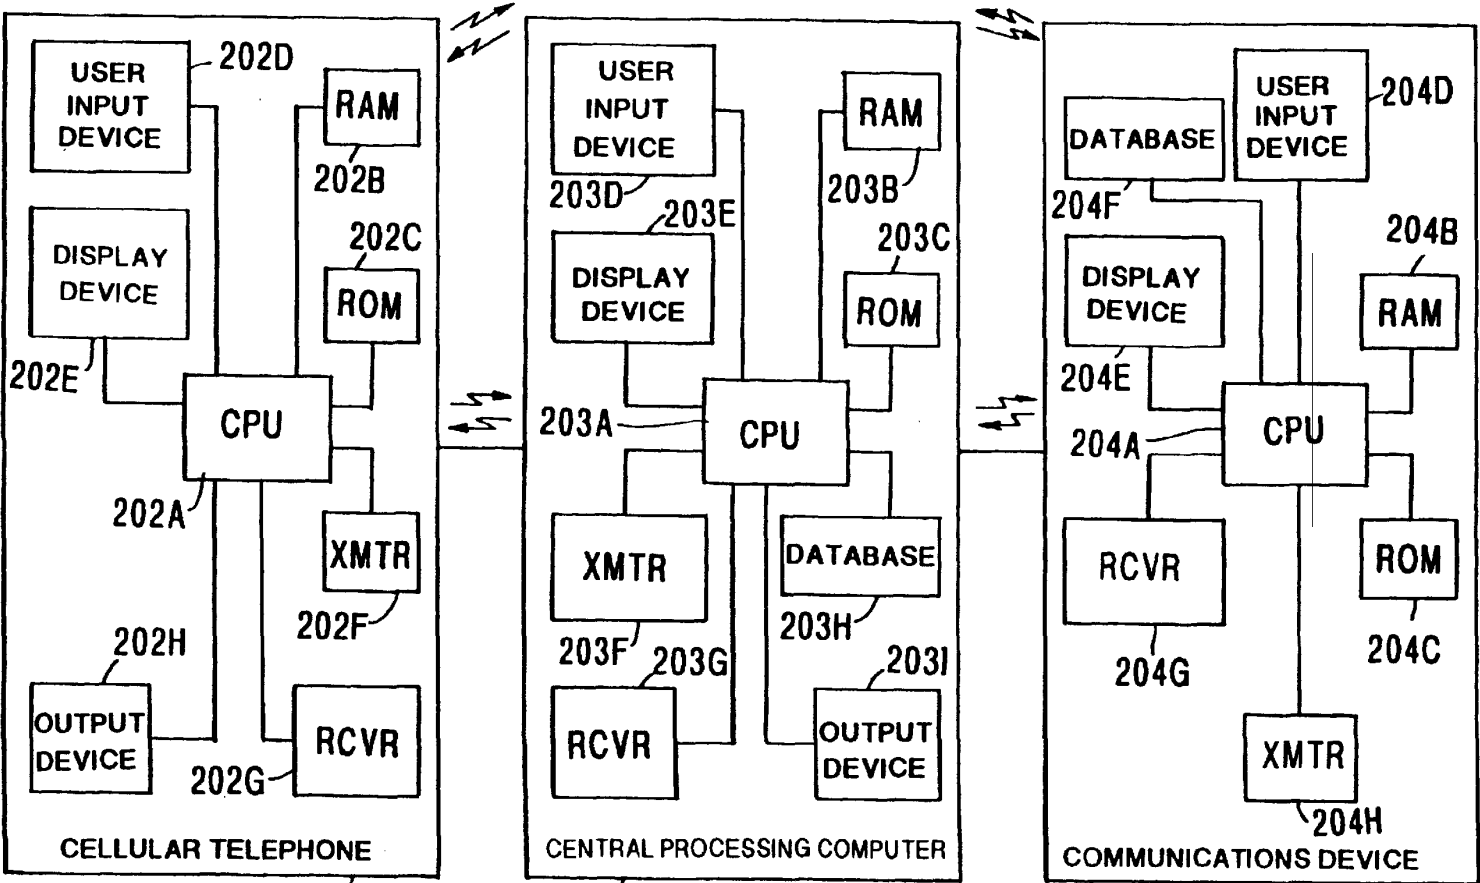 USER
INPUT
DEVICE
202D
RAM
202B
DISPLAY
DEVICE
202E
202C
ROM
CPU
202A
XMTR
202F
202H
OUTPUT
DEVICE
202G
RCVR
CELLULAR TELEPHONE
USER
INPUT
DEVICE
203D
RAM
203B
203E
DISPLAY
DEVICE
203C
ROM
203A
CPU
XMTR
203F
DATABASE
203H
203G
RCVR
203I
OUTPUT
DEVICE
CENTRAL PROCESSING COMPUTER
DATABASE
204F
USER
INPUT
DEVICE
204D
DISPLAY
DEVICE
204E
204B
RAM
204A
CPU
RCVR
204G
ROM
204C
XMTR
204H
COMMUNICATIONS DEVICE